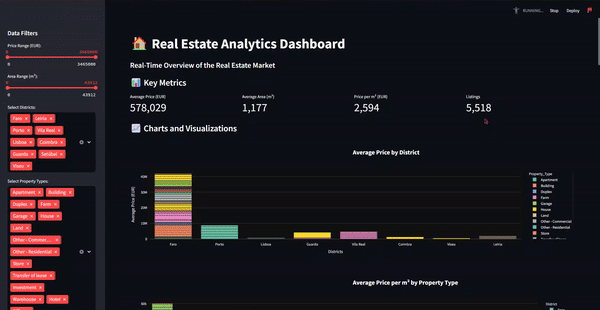 RUNNING...
Stop
Deploy
Data Filters
Price Range (EUR)
0
0
Area Range (m²)
0
43912
0
43912
Select Districts:
Faro × Leiria ×
Porto × Vila Real ×
Lisboa × Coimbra ×
Guarda × Setúbal ×
Viseu ×
Select Property Types:
Apartment × Building ×
Duplex × Farm ×
Garage × House ×
Land ×
Other - Commer... ×
Other - Residential ×
Store ×
Transfer of lease ×
Investment ×
Warehouse × Hotel ×
Real Estate Analytics Dashboard
Real-Time Overview of the Real Estate Market
Key Metrics
Average Price (EUR)
578,029
Average Area (m²)
1,177
Price per m² (EUR)
2,594
Listings
5,518
Charts and Visualizations
Average Price by District
Average Price (EUR)
40M
30M
20M
10M
0
Faro
Porto
Lisboa
Guarda
Vila Real
Coimbra
Viseu
Leiria
Districts
Property_Type
Apartment
Building
Duplex
Farm
Garage
House
Land
Other - Commercial
Other - Residential
Store
Average Price per m² by Property Type
District